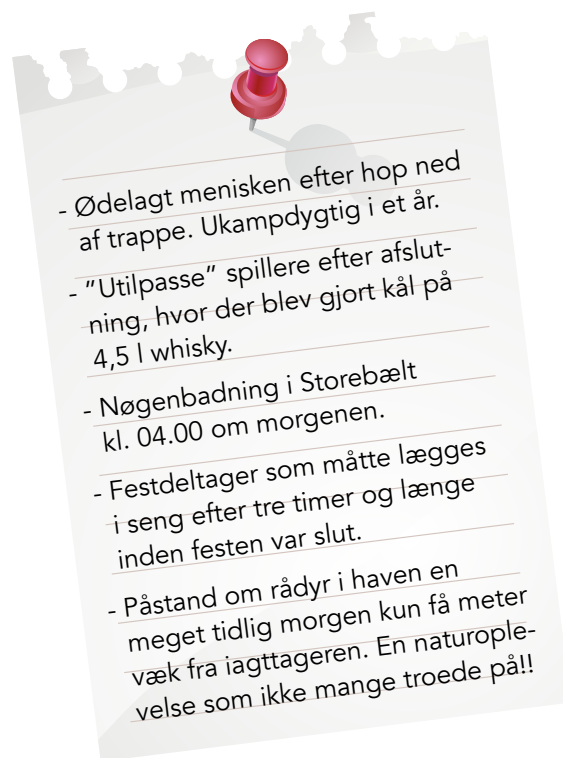 - Ødelagt menisken efter hop ned
af trappe. Ukampdygtig i et år.
- ”Utilpasse” spillere efter afslut-
ning, hvor der blev gjort kål på
4,5 l whisky.
- Nøgenbadning i Storebælt
kl. 04.00 om morgenen.
- Festdeltager som måtte lægges
i seng efter tre timer og længe
inden festen var slut.
- Påstand om rådyr i haven en
meget tidlig morgen kun få meter
væk fra iagttageren. En naturople-
velse som ikke mange troede på!!